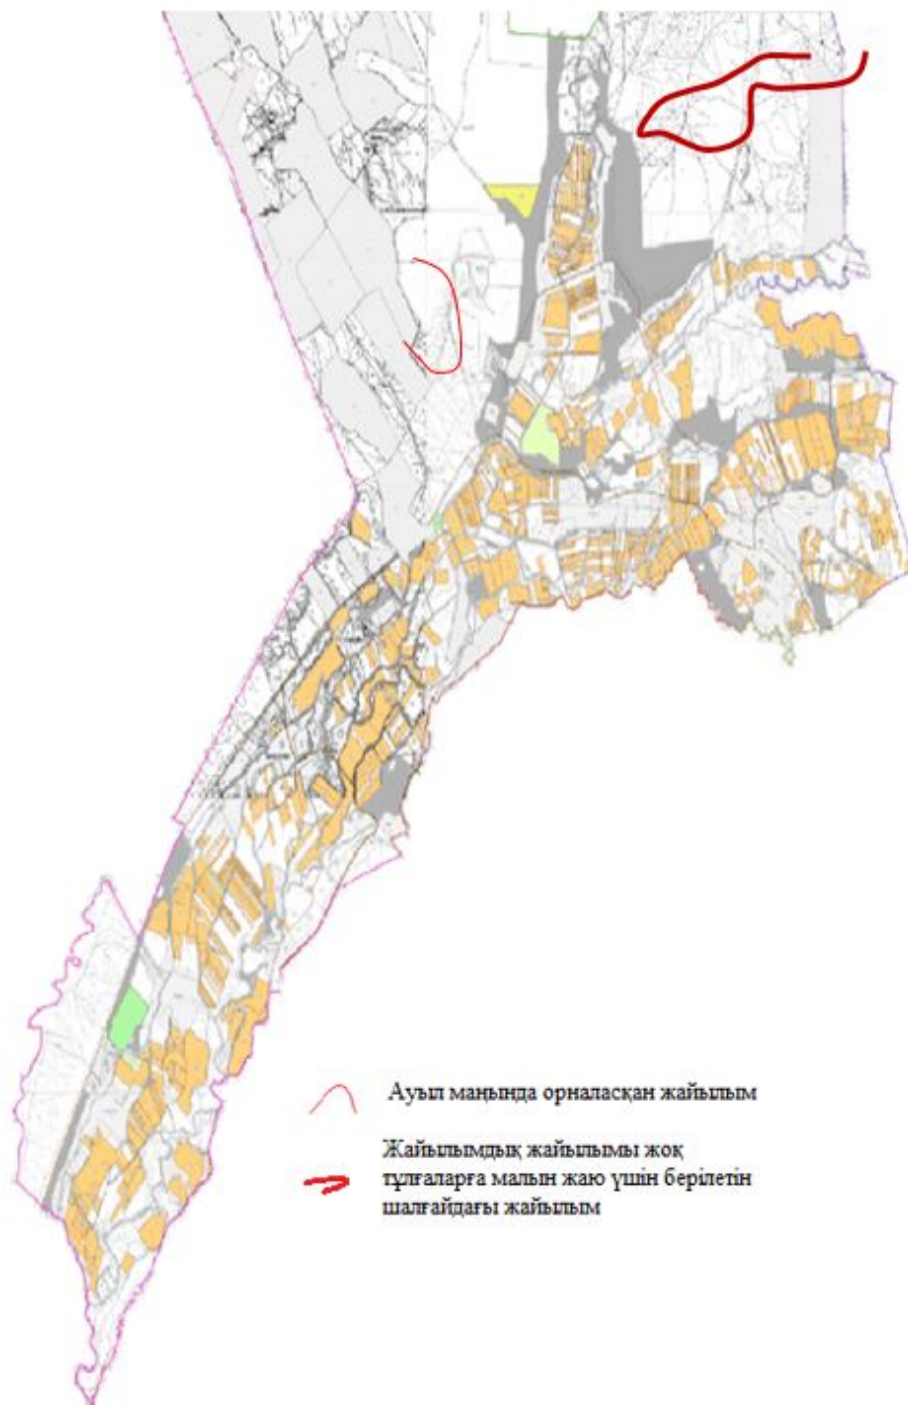 Ауыл маңында орналасқан жайылым
Жайылымдық жайылымы жоқ
тұлғаларға малын жаю үшін берілетін
шалғайдағы жайылым